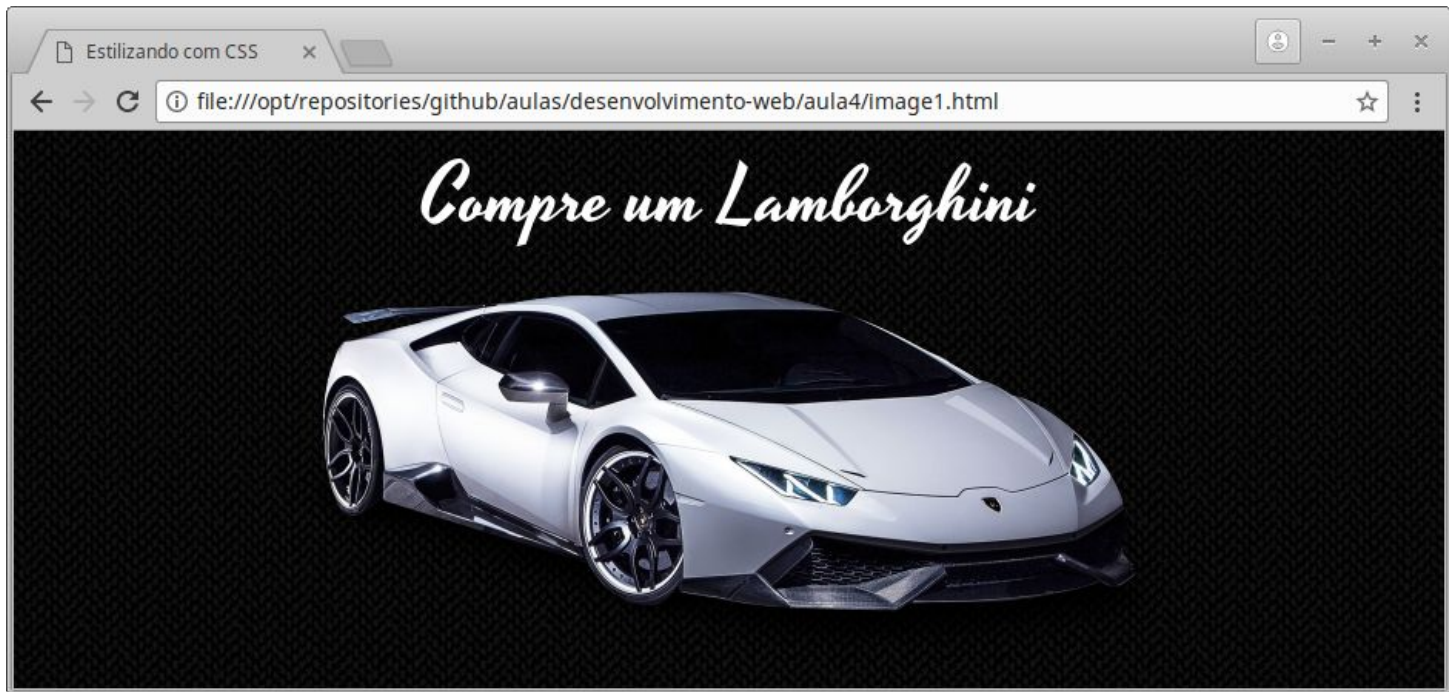 Estilizando com CSS
file:///opt/repositories/github/aulas/desenvolvimento-web/aula4/image1.html
Compre um Lamborghini